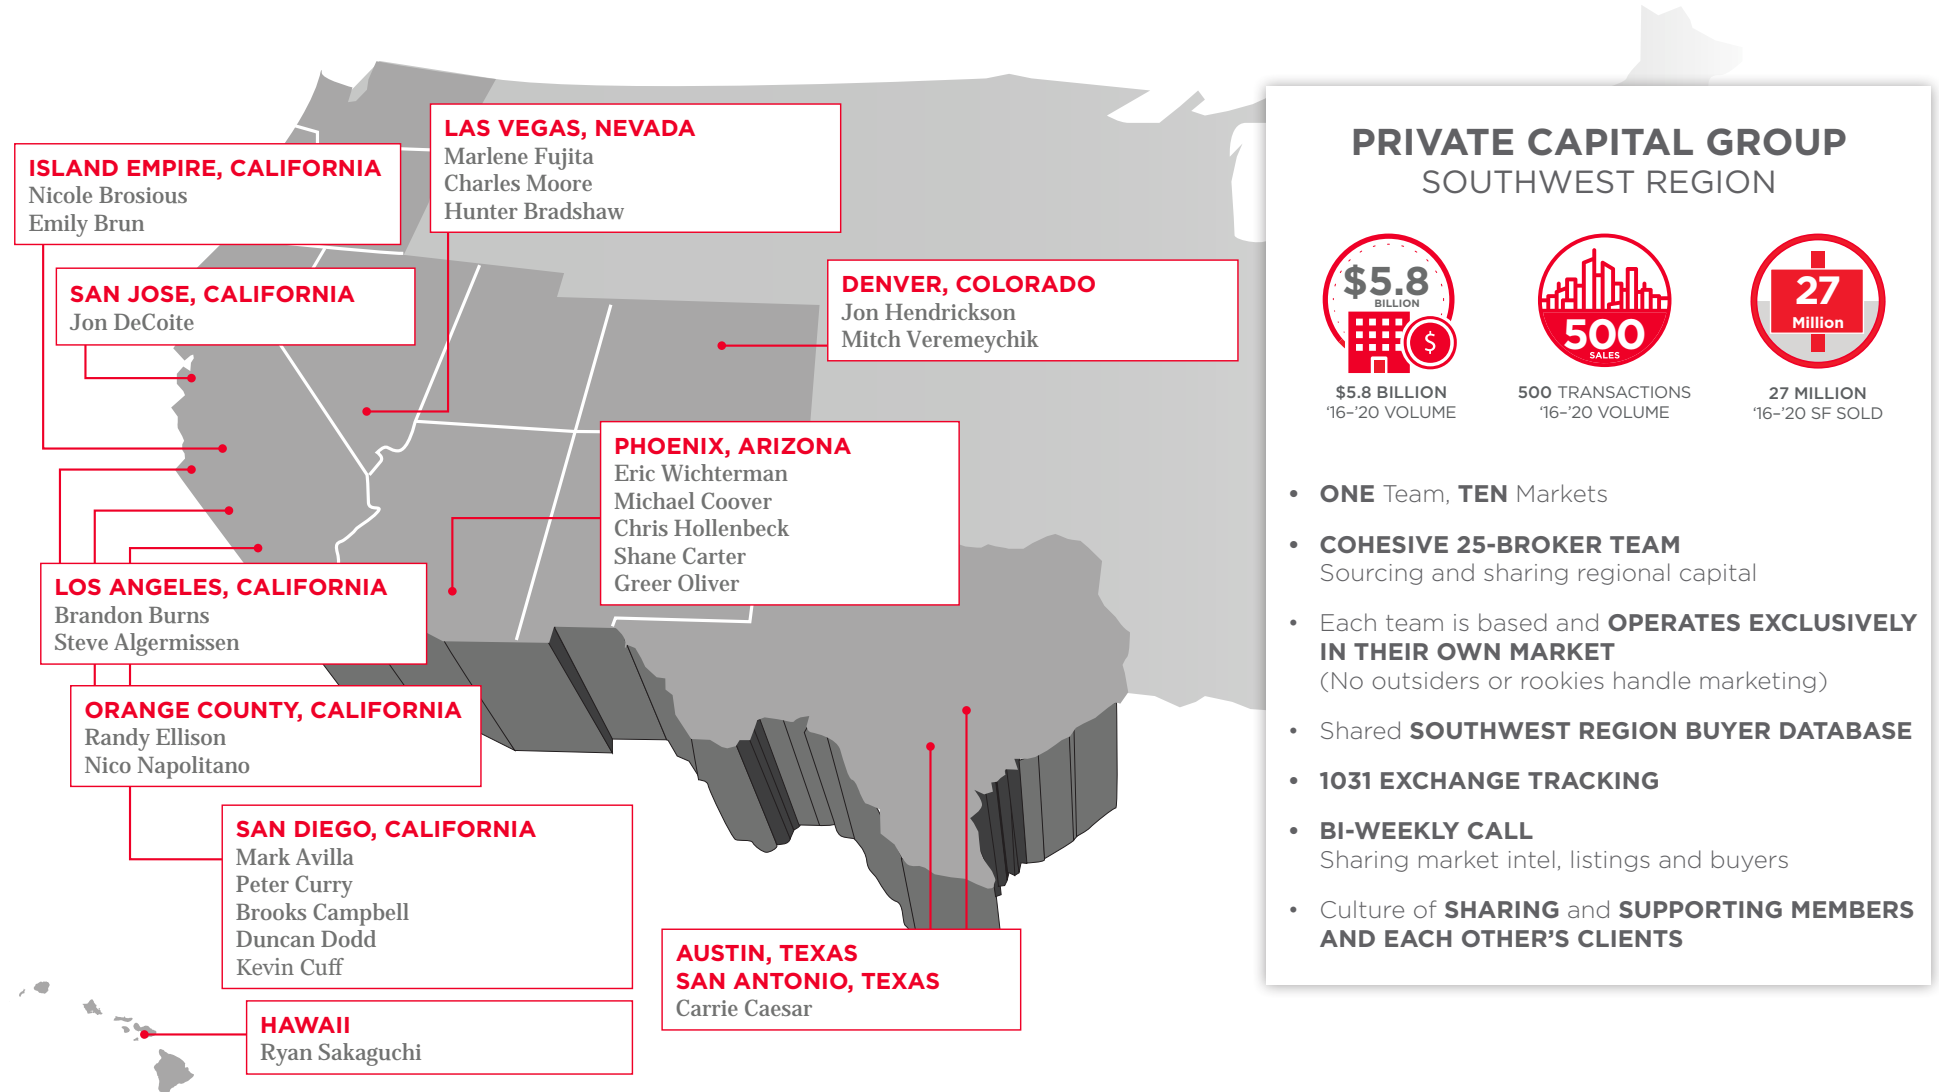 LAS VEGAS, NEVADA
Marlene Fujita
Charles Moore
Hunter Bradshaw
ISLAND EMPIRE, CALIFORNIA
Nicole Brosious
Emily Brun
SAN JOSE, CALIFORNIA
Jon DeCoite
DENVER, COLORADO
Jon Hendrickson
Mitch Veremeychik
PHOENIX, ARIZONA
Eric Wichterman
Michael Coover
Chris Hollenbeck
Shane Carter
Greer Oliver
LOS ANGELES, CALIFORNIA
Brandon Burns
Steve Algermissen
ORANGE COUNTY, CALIFORNIA
Randy Ellison
Nico Napolitano
SAN DIEGO, CALIFORNIA
Mark Avilla
Peter Curry
Brooks Campbell
Duncan Dodd
Kevin Cuff
AUSTIN, TEXAS
SAN ANTONIO, TEXAS
Carrie Caesar
HAWAII
Ryan Sakaguchi
PRIVATE CAPITAL GROUP
SOUTHWEST REGION
$5.8
BILLION
$
$5.8 BILLION
‘16–’20 VOLUME
500
SALES
500 TRANSACTIONS
‘16–’20 VOLUME
27
Million
27 MILLION
‘16–’20 SF SOLD
• ONE Team, TEN Markets
• COHESIVE 25-BROKER TEAM
Sourcing and sharing regional capital
• Each team is based and OPERATES EXCLUSIVELY
IN THEIR OWN MARKET
(No outsiders or rookies handle marketing)
• Shared SOUTHWEST REGION BUYER DATABASE
• 1031 EXCHANGE TRACKING
• BI-WEEKLY CALL
Sharing market intel, listings and buyers
• Culture of SHARING and SUPPORTING MEMBERS
AND EACH OTHER’S CLIENTS